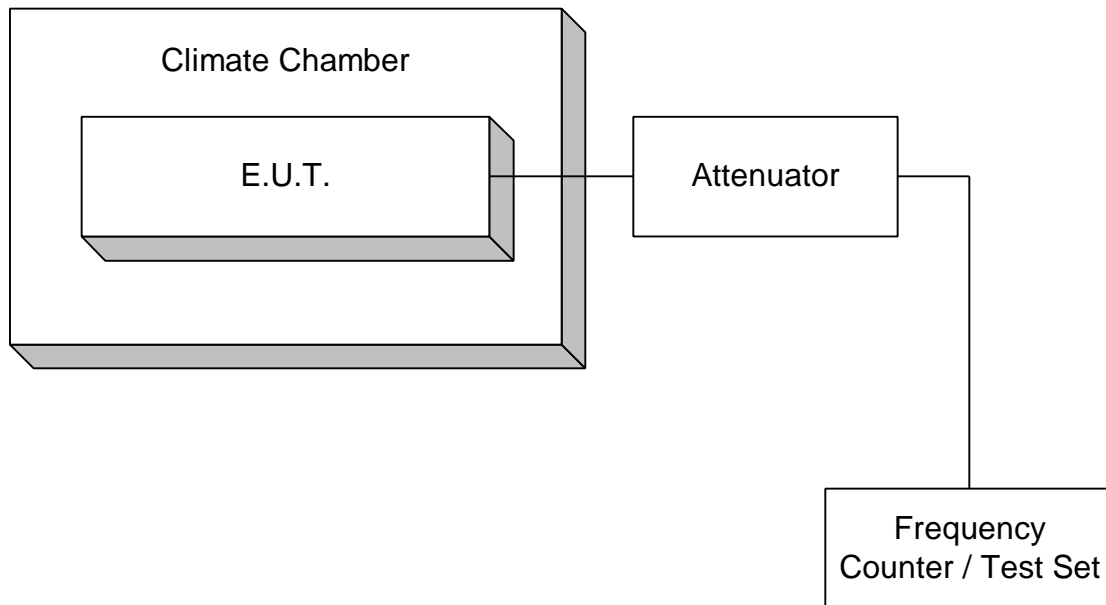 Climate Chamber
E.U.T.
Attenuator
Frequency
Counter / Test Set